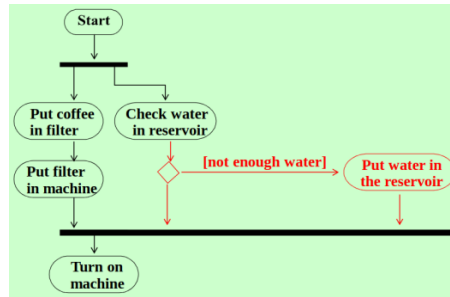 Start
Put coffee
in filter
Check water
in reservoir
[not enough water]
Put filter
in machine
Put water in
the reservoir
Turn on
machine